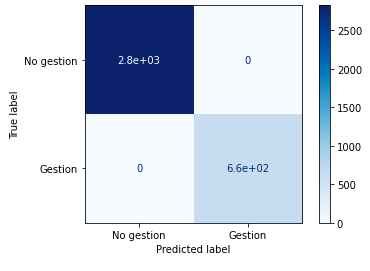 No gestion
2.8e+03
0
Gestion
0
6.6e+02
True label
No gestion
Gestion
Predicted label
2500
2000
1500
1000
500
0